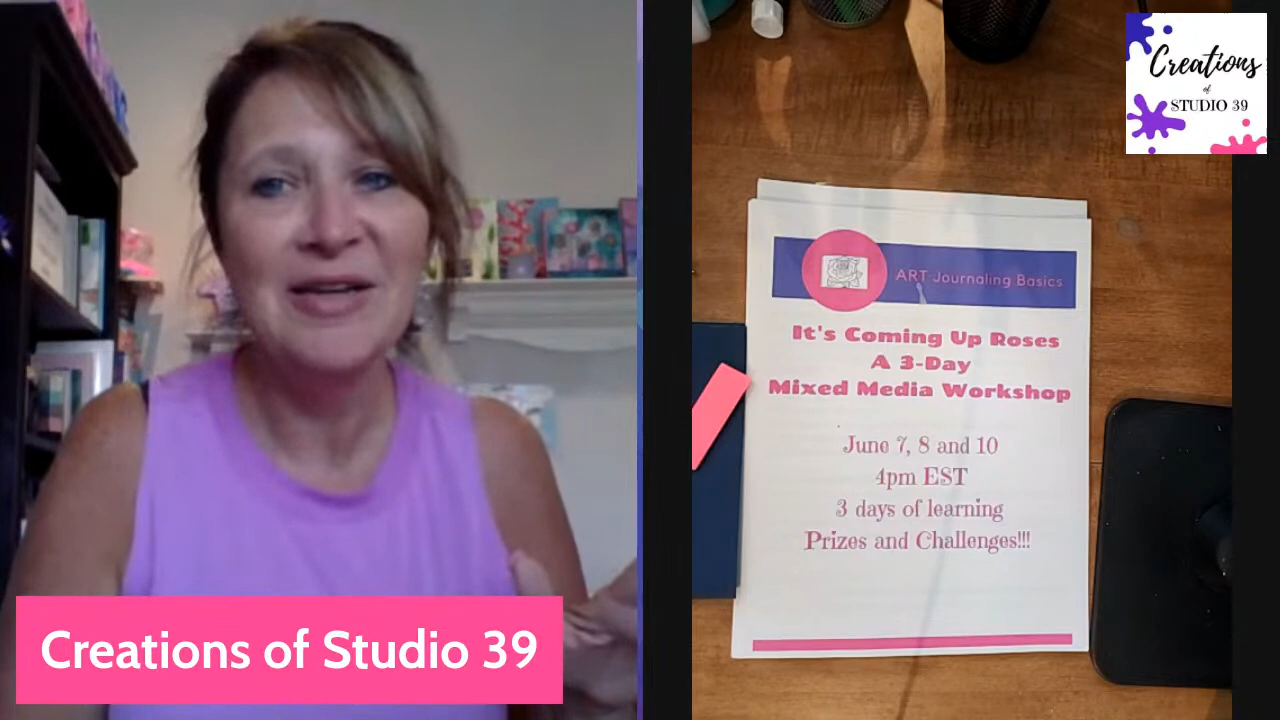 Creations of Studio 39
Creations
of
STUDIO 39
ART Journaling Basics
It's Coming Up Roses
A 3-Day
Mixed Media Workshop
June 7, 8 and 10
4pm EST
3 days of learning
Prizes and Challenges!!!